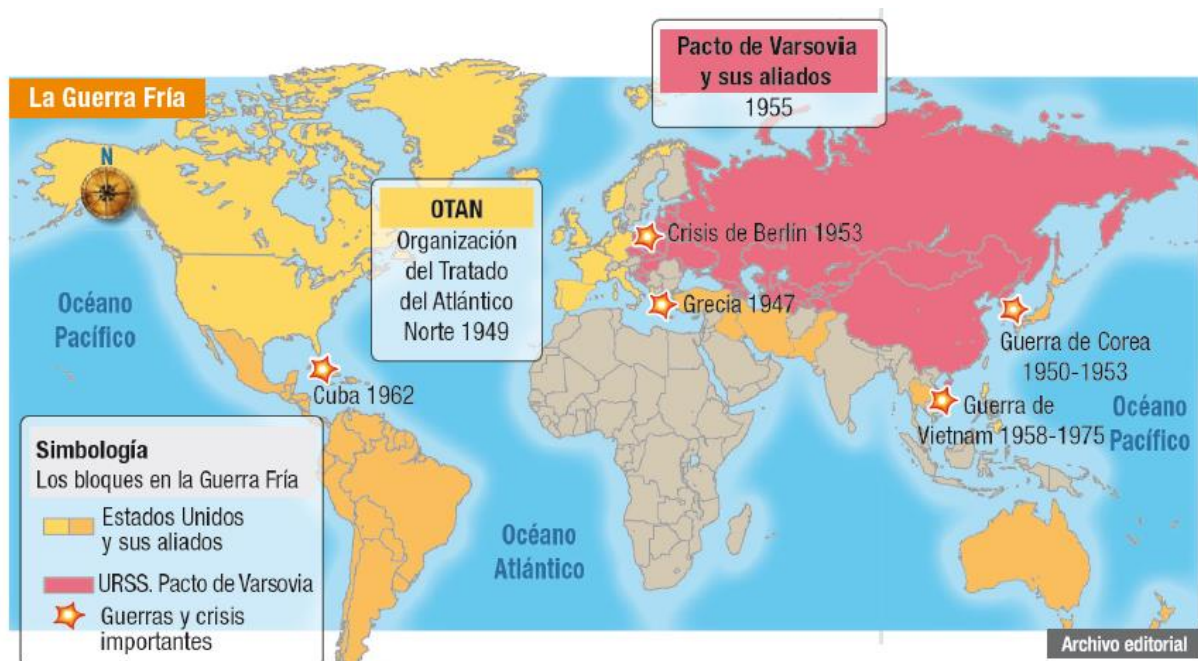 Pacto de Varsovia
y sus aliados
1955
La Guerra Fría
N
OTAN
Organización
del Tratado
del Atlántico
Norte 1949
Crisis de Berlín 1953
Grecia 1947
Océano
Pacífico
Guerra de Corea
1950-1953
Cuba 1962
Guerra de
Vietnam 1958-1975
Océano
Pacífico
Océano
Atlántico
Simbología
Los bloques en la Guerra Fría
Estados Unidos
y sus aliados
URSS. Pacto de Varsovia
Guerras y crisis
importantes
Archivo editorial